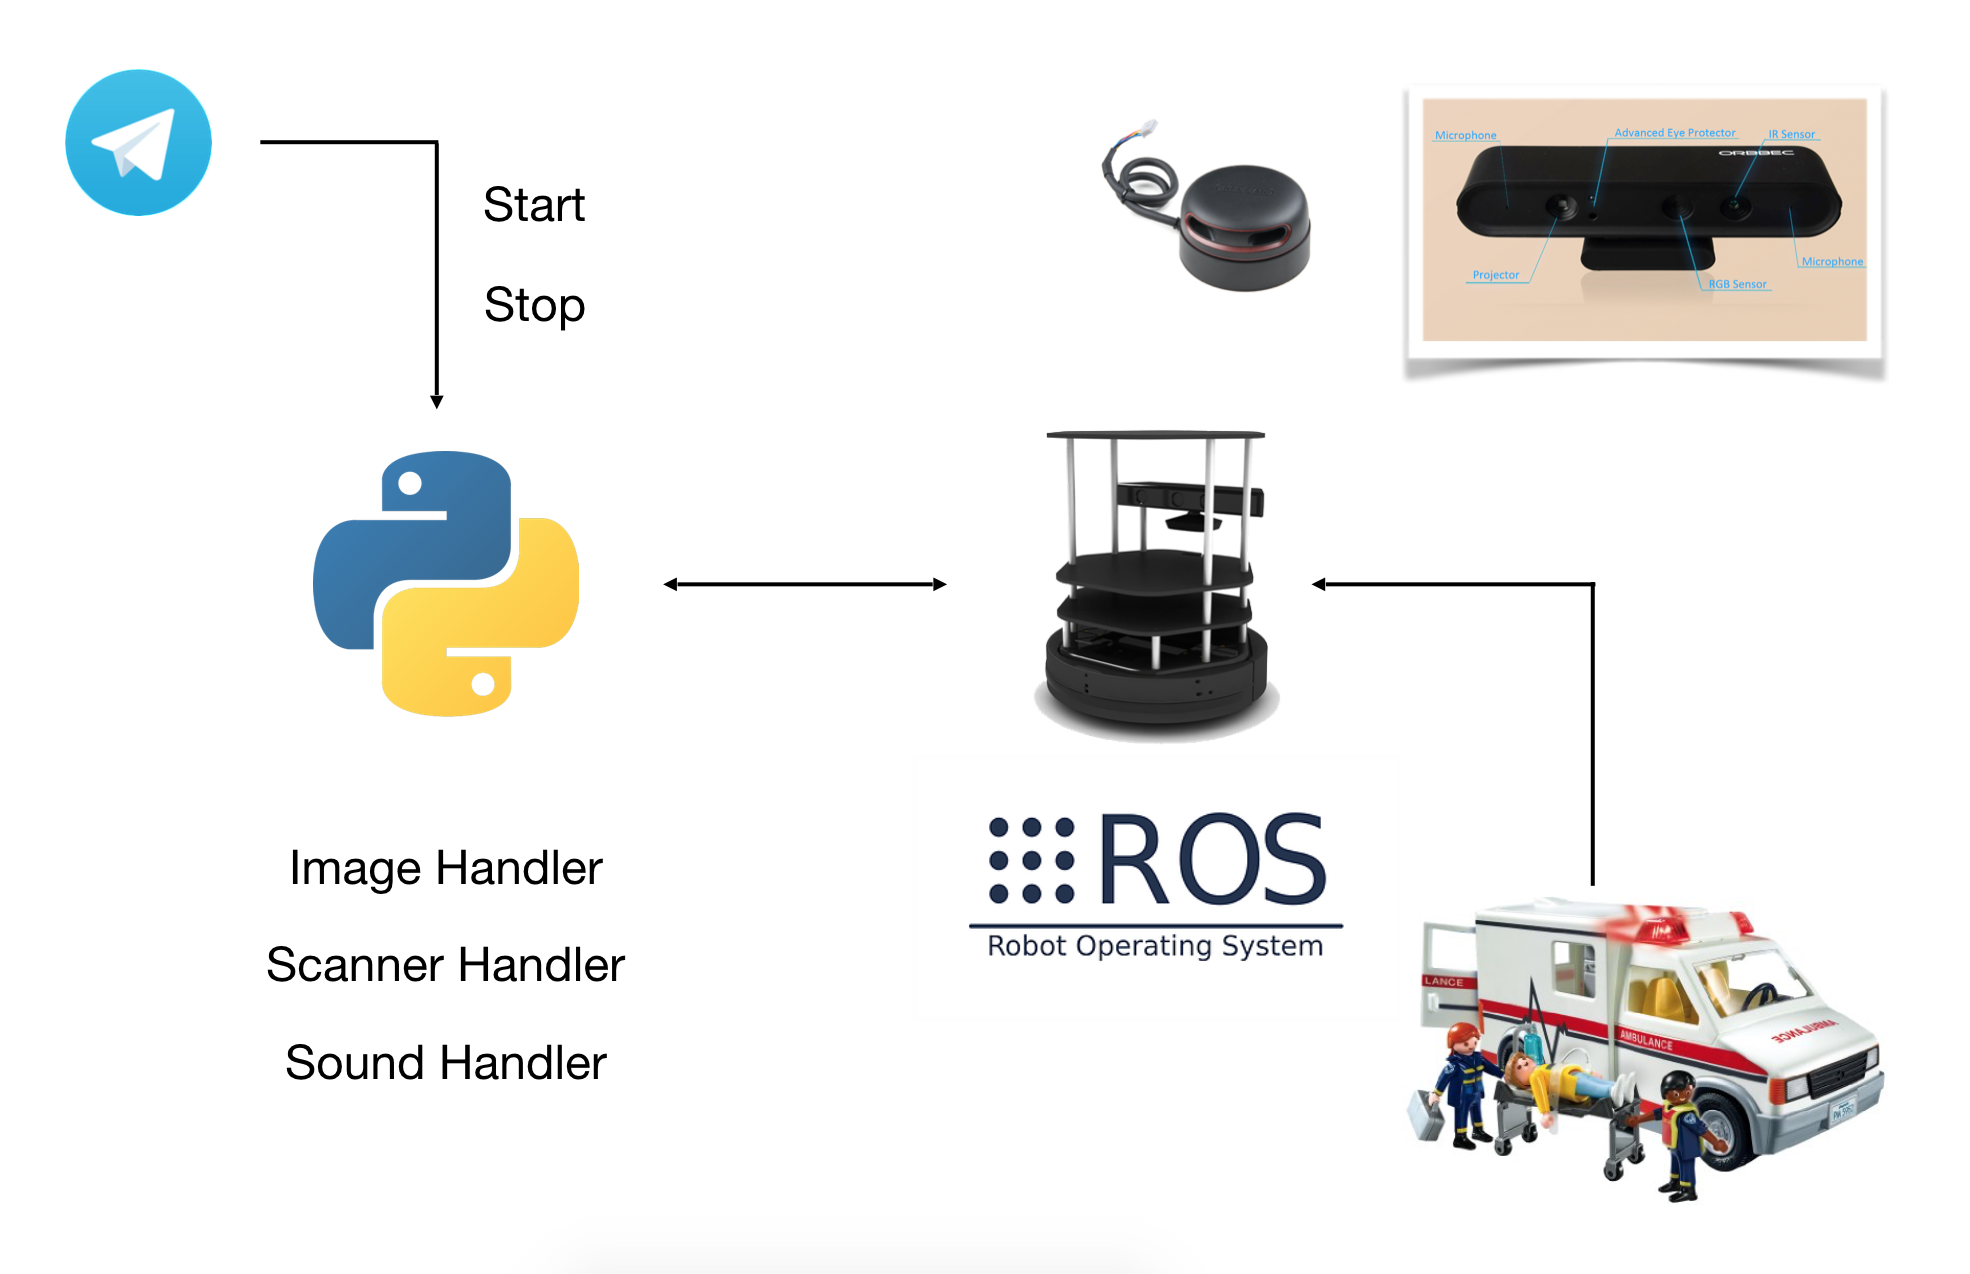 Start
Stop
Microphone
Advanced Eye Protector
IR Sensor
ORBBEC
Projector
RGB Sensor
Microphone
Image Handler
Scanner Handler
Sound Handler
ROS
Robot Operating System
LANCE
AMBULANCE
AMBULANCE